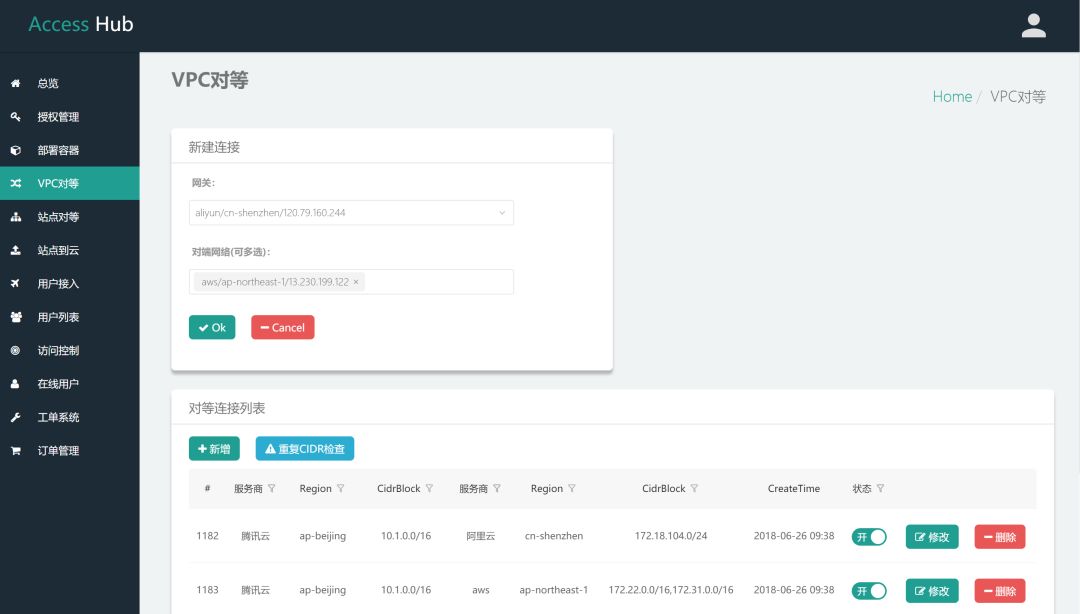 Access Hub
总览
授权管理
部署容器
VPC对等
站点对等
站点到云
用户接入
用户列表
访问控制
在线用户
工单系统
订单管理
VPC对等
Home / VPC对等
新建连接
网关:
aliyun/cn-shenzhen/120.79.160.244
对端网络(可多选):
aws/ap-northeast-1/13.230.199.122 ×
Ok Cancel
对等连接列表
新增 重复CIDR检查
# 服务商 Region CidrBlock 服务商 Region CidrBlock CreateTime 状态
1182 腾讯云 ap-beijing 10.1.0.0/16 阿里云 cn-shenzhen 172.18.104.0/24 2018-06-26 09:38 开 修改 删除
1183 腾讯云 ap-beijing 10.1.0.0/16 aws ap-northeast-1 172.22.0.0/16,172.31.0.0/16 2018-06-26 09:38 开 修改 删除